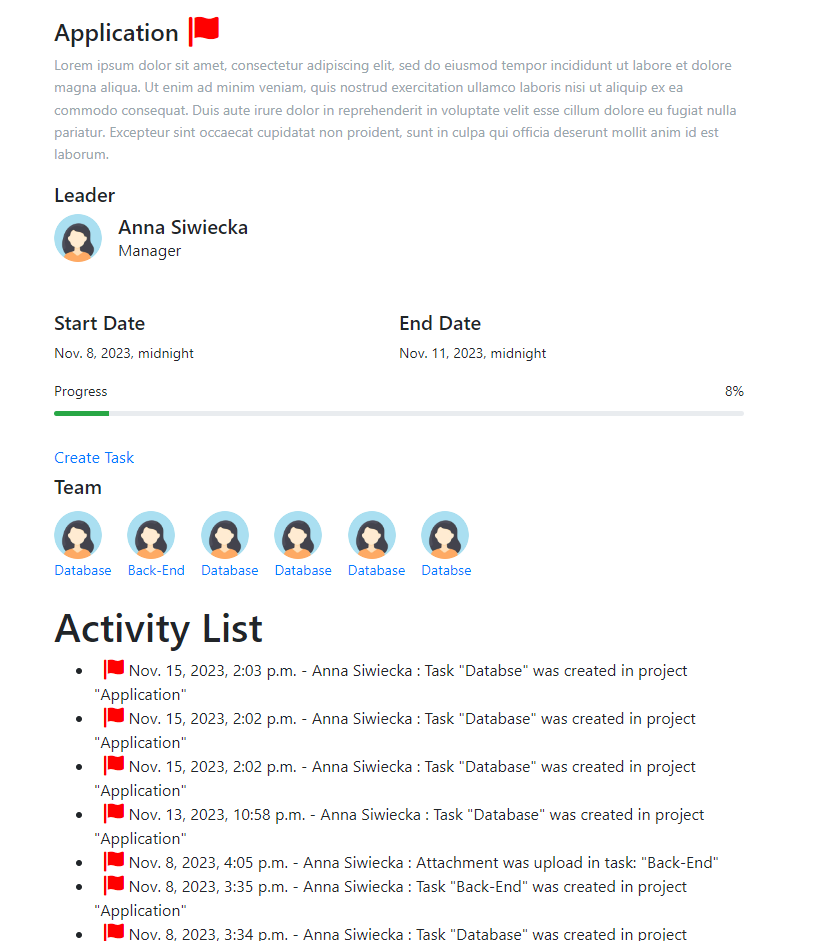 Application
Lorem ipsum dolor sit amet, consectetur adipiscing elit, sed do eiusmod tempor incididunt ut labore et dolore
magna aliqua. Ut enim ad minim veniam, quis nostrud exercitation ullamco laboris nisi ut aliquip ex ea
commodo consequat. Duis aute irure dolor in reprehenderit in voluptate velit esse cillum dolore eu fugiat nulla
pariatur. Excepteur sint occaecat cupidatat non proident, sunt in culpa qui officia deserunt mollit anim id est
laborum.
Leader
Anna Siwiecka
Manager
Start Date End Date
Nov. 8, 2023, midnight Nov. 11, 2023, midnight
Progress 8%
Create Task
Team
Database Back-End Database Database Database Databse
Activity List
Nov. 15, 2023, 2:03 p.m. - Anna Siwiecka : Task "Databse" was created in project
"Application"
Nov. 15, 2023, 2:02 p.m. - Anna Siwiecka : Task "Database" was created in project
"Application"
Nov. 15, 2023, 2:02 p.m. - Anna Siwiecka : Task "Database" was created in project
"Application"
Nov. 13, 2023, 10:58 p.m. - Anna Siwiecka : Task "Database" was created in project
"Application"
Nov. 8, 2023, 4:05 p.m. - Anna Siwiecka : Attachment was upload in task: "Back-End"
Nov. 8, 2023, 3:35 p.m. - Anna Siwiecka : Task "Back-End" was created in project
"Application"
Nov. 8, 2023, 3:34 p.m. - Anna Siwiecka : Task "Database" was created in project